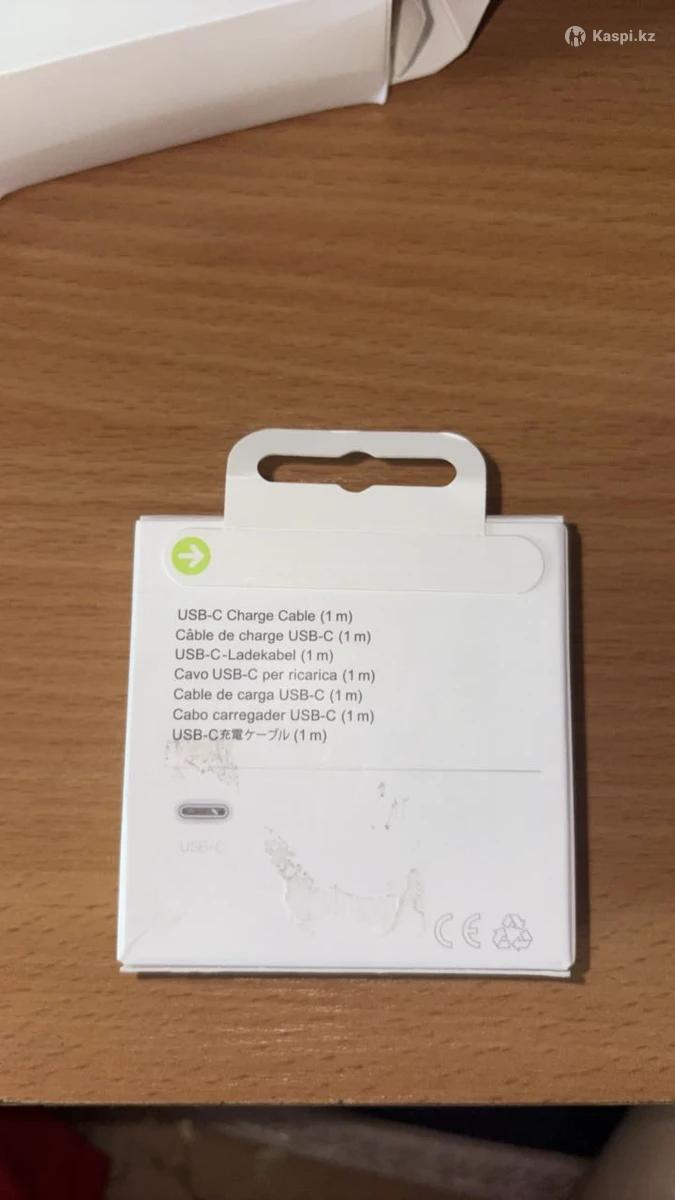 Kaspi.kz
USB-C Charge Cable (1 m)
Câble de charge USB-C (1 m)
USB-C-Ladekabel (1 m)
Cavo USB-C per ricarica (1 m)
Cable de carga USB-C (1 m)
Cabo carregader USB-C (1 m)
USB-C充電ケーブル (1 m)
USB-C
CE